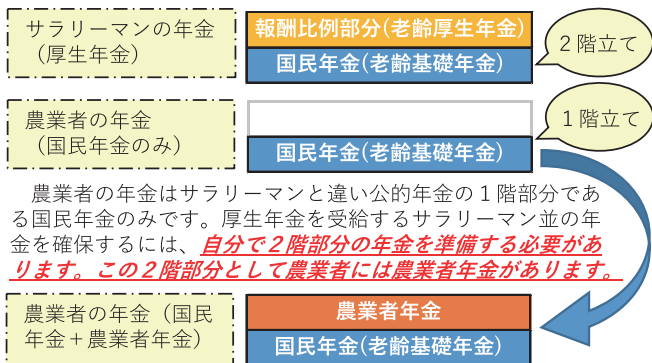 サラリーマンの年金
（厚生年金）
報酬比例部分(老齢厚生年金)
国民年金(老齢基礎年金)
２階立て
農業者の年金
（国民年金のみ）
国民年金(老齢基礎年金)
１階立て
農業者の年金はサラリーマンと違い公的年金の１階部分であ
る国民年金のみです。厚生年金を受給するサラリーマン並の年
金を確保するには、自分で２階部分の年金を準備する必要があ
ります。この２階部分として農業者には農業者年金があります。
農業者の年金（国民
年金＋農業者年金）
農業者年金
国民年金(老齢基礎年金)